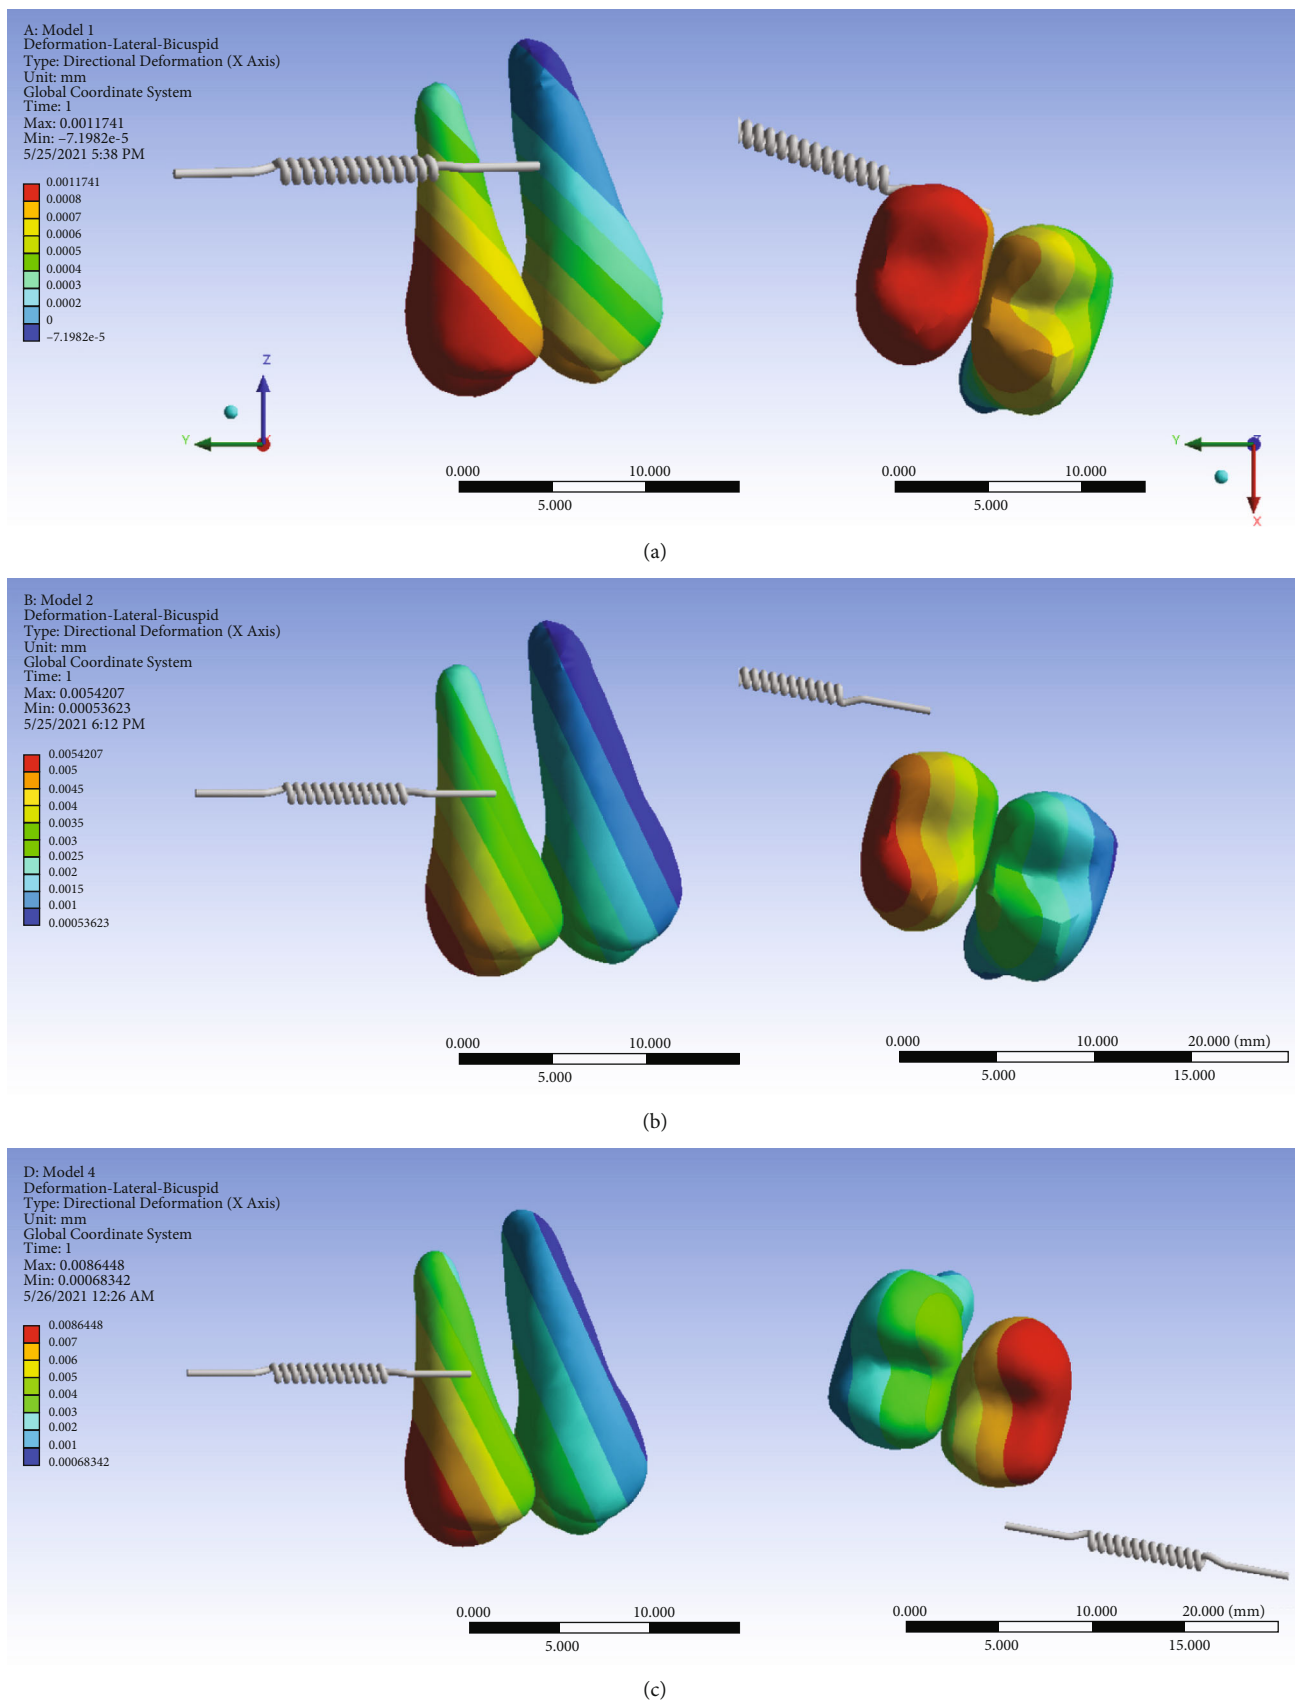 A: Model 1
Deformation-Lateral-Bicuspid
Type: Directional Deformation (X Axis)
Unit: mm
Global Coordinate System
Time: 1
Max: 0.0011741
Min: –7.1982e-5
5/25/2021 5:38 PM
0.0011741
0.0008
0.0007
0.0006
0.0005
0.0004
0.0003
0.0002
0
–7.1982e-5
Z
Y
X
0.000 10.000
5.000
0.000 10.000
5.000
Y Z
X
(a)
B: Model 2
Deformation-Lateral-Bicuspid
Type: Directional Deformation (X Axis)
Unit: mm
Global Coordinate System
Time: 1
Max: 0.0054207
Min: 0.00053623
5/25/2021 6:12 PM
0.0054207
0.005
0.0045
0.004
0.0035
0.003
0.0025
0.002
0.0015
0.001
0.00053623
0.000 10.000
5.000
0.000 10.000 20.000 (mm)
5.000 15.000
(b)
D: Model 4
Deformation-Lateral-Bicuspid
Type: Directional Deformation (X Axis)
Unit: mm
Global Coordinate System
Time: 1
Max: 0.0086448
Min: 0.00068342
5/26/2021 12:26 AM
0.0086448
0.007
0.006
0.005
0.004
0.003
0.002
0.001
0.00068342
0.000 10.000
5.000
0.000 10.000 20.000 (mm)
5.000 15.000
(c)